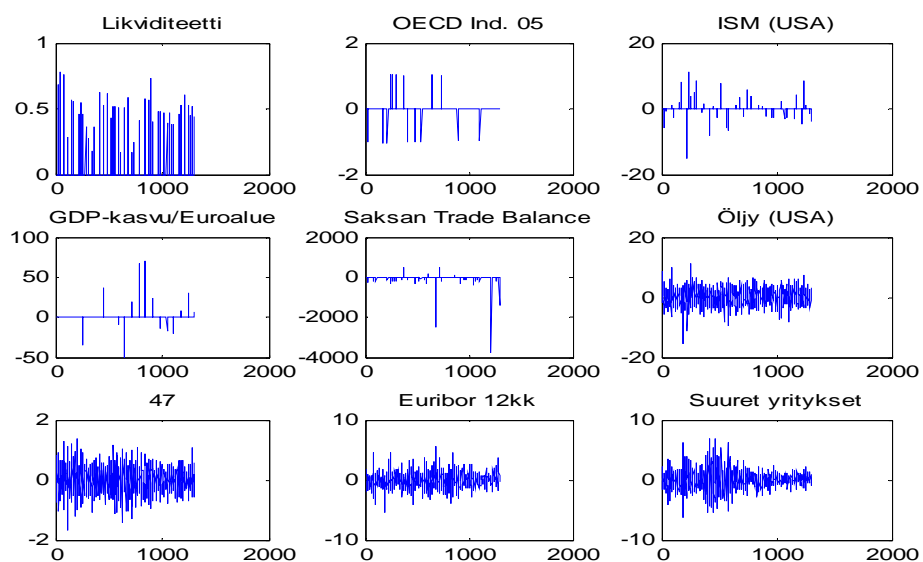 Likviditeetti
1
0.5
0
0 1000 2000
OECD Ind. 05
2
0
-2
0 1000 2000
ISM (USA)
20
0
-20
0 1000 2000
GDP-kasvu/Euroalue
100
50
0
-50
0 1000 2000
Saksan Trade Balance
2000
0
-2000
-4000
0 1000 2000
Öljy (USA)
20
0
-20
0 1000 2000
47
2
0
-2
0 1000 2000
Euribor 12kk
10
0
-10
0 1000 2000
Suuret yritykset
10
0
-10
0 1000 2000